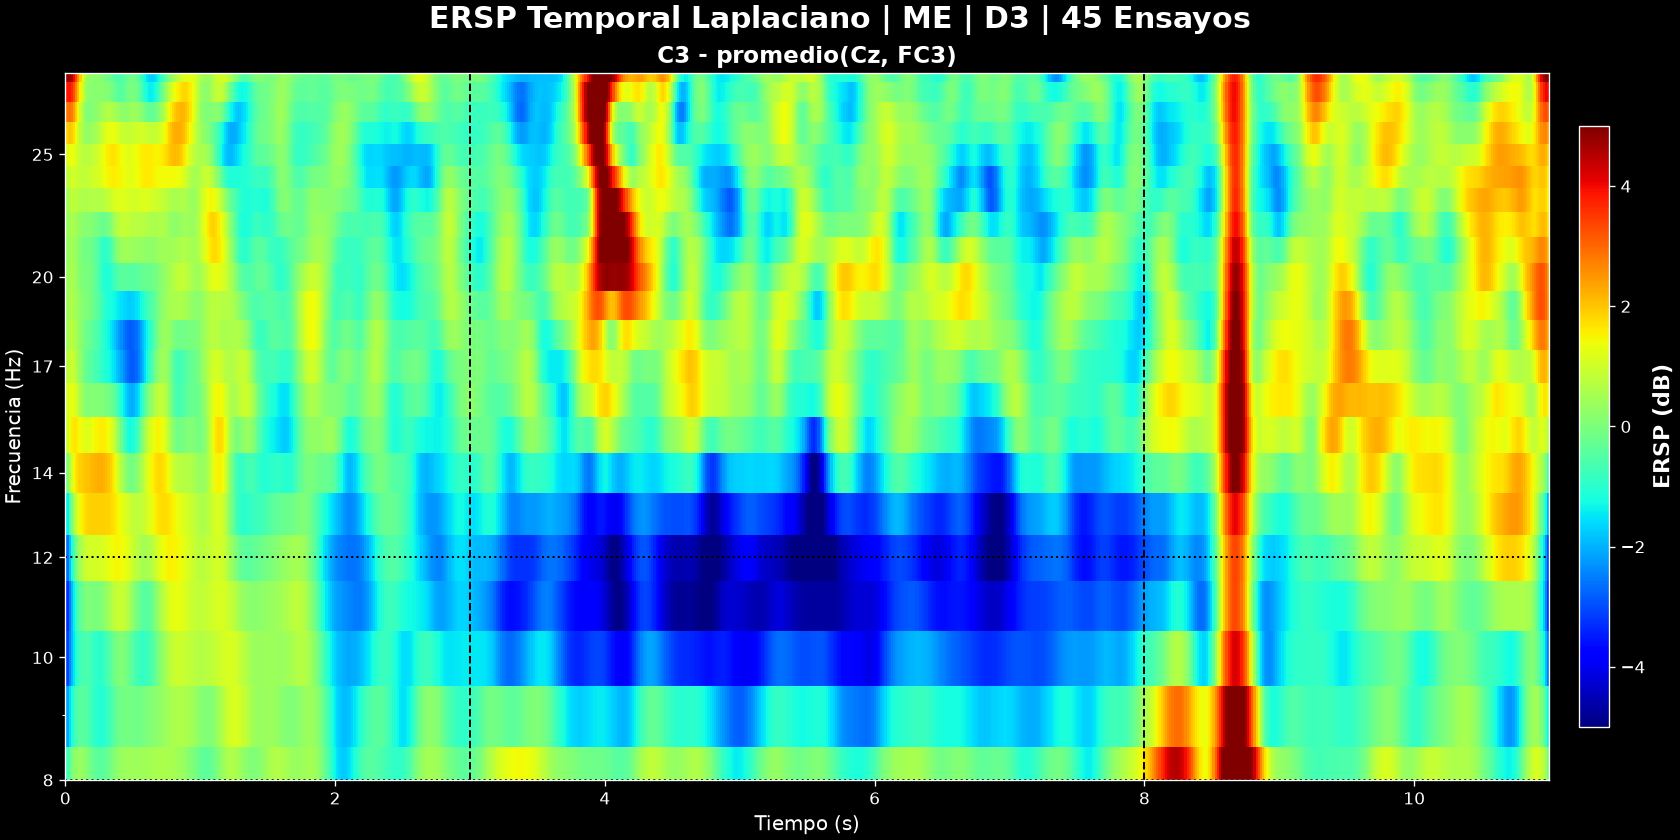 ERSP Temporal Laplaciano | ME | D3 | 45 Ensayos
C3 - promedio(Cz, FC3)
Frecuencia (Hz)
25
20
17
14
12
10
8
0 2 4 6 8 10
Tiempo (s)
4
2
0
−2
−4
ERSP (dB)